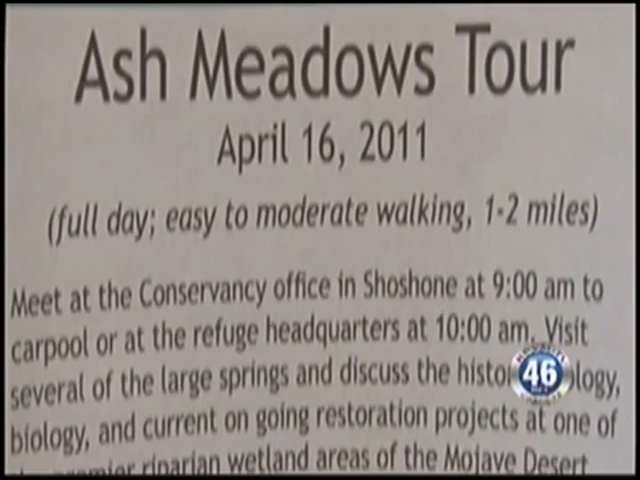 Ash Meadows Tour
April 16, 2011
(full day; easy to moderate walking, 1-2 miles)
Meet at the Conservancy office in Shoshone at 9:00 am to
carpool or at the refuge headquarters at 10:00 am. Visit
several of the large springs and discuss the
46
biology, and current on going restoration projects at one of
premier riparian wetland areas of the Mojave Desert